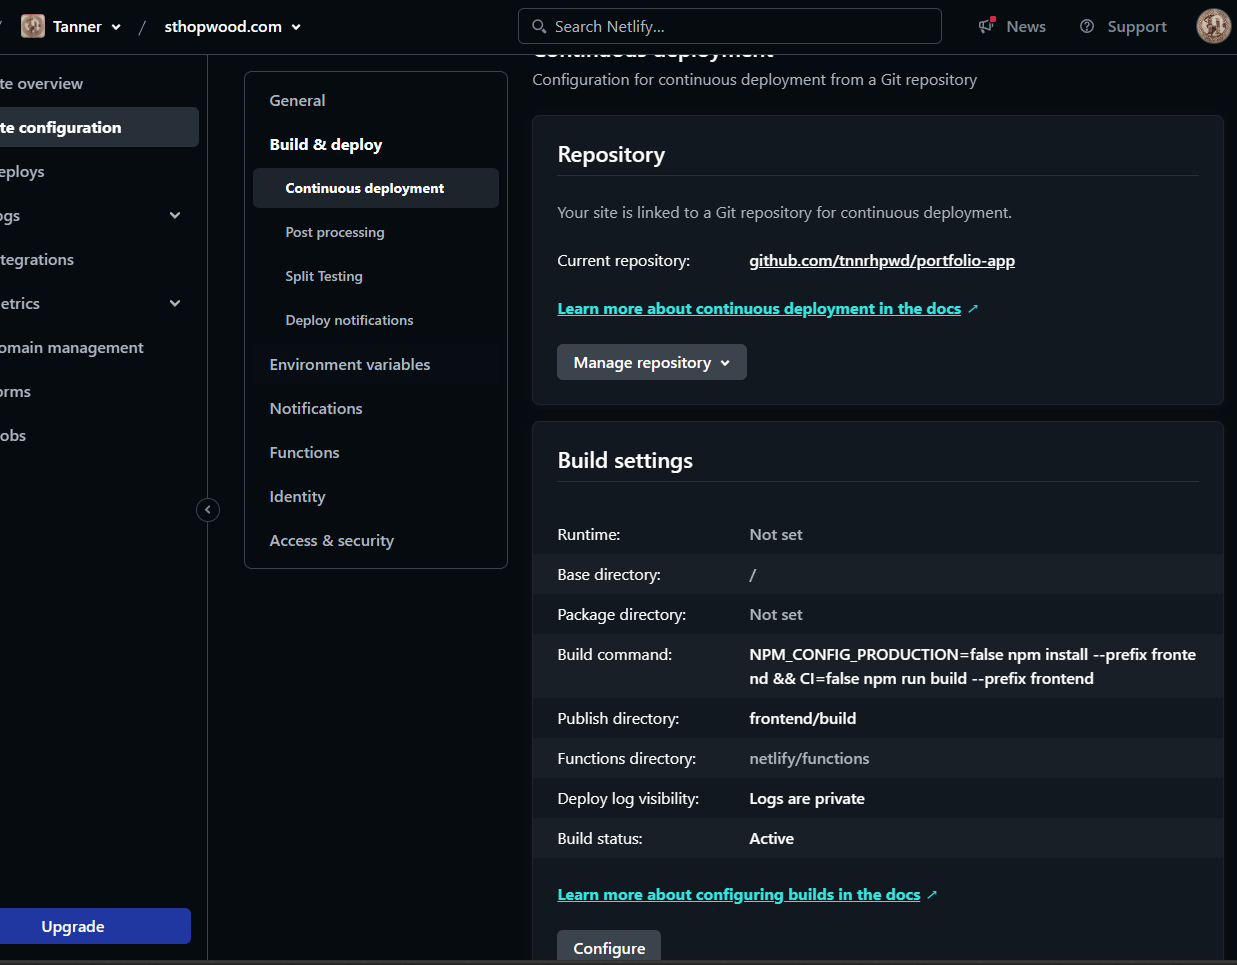 / Tanner / sthopwood.com
Search Netlify...
News
Support
te overview
te configuration
eploys
gs
tegrations
etrics
omain management
orms
obs
Upgrade
General
Build & deploy
Continuous deployment
Post processing
Split Testing
Deploy notifications
Environment variables
Notifications
Functions
Identity
Access & security
Continuous deployment
Configuration for continuous deployment from a Git repository
Repository
Your site is linked to a Git repository for continuous deployment.
Current repository: github.com/tnnrhpwd/portfolio-app
Learn more about continuous deployment in the docs ↗
Manage repository
Build settings
Runtime: Not set
Base directory: /
Package directory: Not set
Build command: NPM_CONFIG_PRODUCTION=false npm install --prefix fronte
nd && CI=false npm run build --prefix frontend
Publish directory: frontend/build
Functions directory: netlify/functions
Deploy log visibility: Logs are private
Build status: Active
Learn more about configuring builds in the docs ↗
Configure